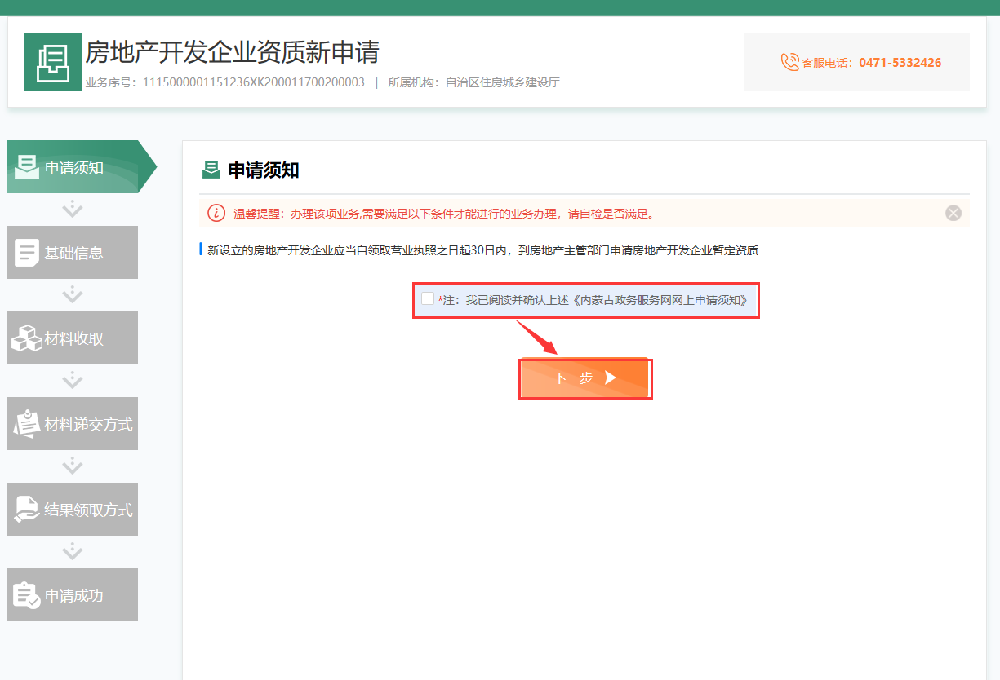 房地产开发企业资质新申请
业务序号：1115000001151236XK200011700200003 | 所属机构：自治区住房城乡建设厅
客服电话：0471-5332426
申请须知
基础信息
材料收取
材料递交方式
结果领取方式
申请成功
申请须知
温馨提醒：办理该项业务,需要满足以下条件才能进行的业务办理，请自检是否满足。
新设立的房地产开发企业应当自领取营业执照之日起30日内，到房地产主管部门申请房地产开发企业暂定资质
*注：我已阅读并确认上述《内蒙古政务服务网网上申请须知》
下一步